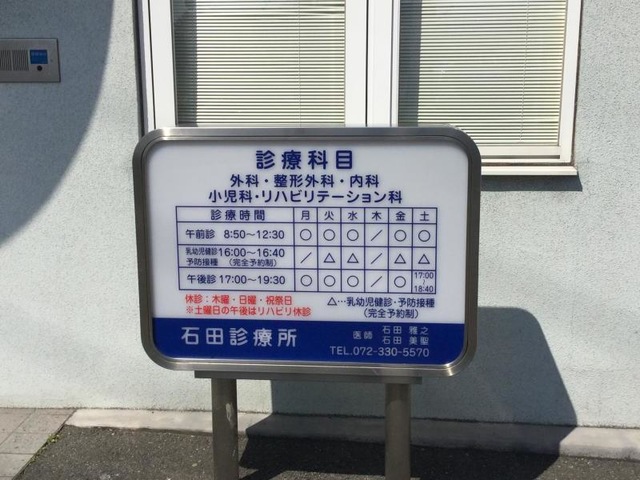 診療科目
外科・整形外科・内科
小児科・リハビリテーション科
診療時間 月 火 水 木 金 土
午前診 8:50～12:30 ○ ○ ○ ／ ○ ○
乳幼児健診 予防接種 16:00～16:40 (完全予約制) ／ △ △ ／ △ △
午後診 17:00～19:30 ○ ○ ○ ／ ○ 17:00～18:40
休診：木曜・日曜・祝祭日
※土曜日の午後はリハビリ休診
△…乳幼児健診・予防接種
(完全予約制)
石田診療所
医師 石田 雅之
石田 美聖
TEL.072-330-5570